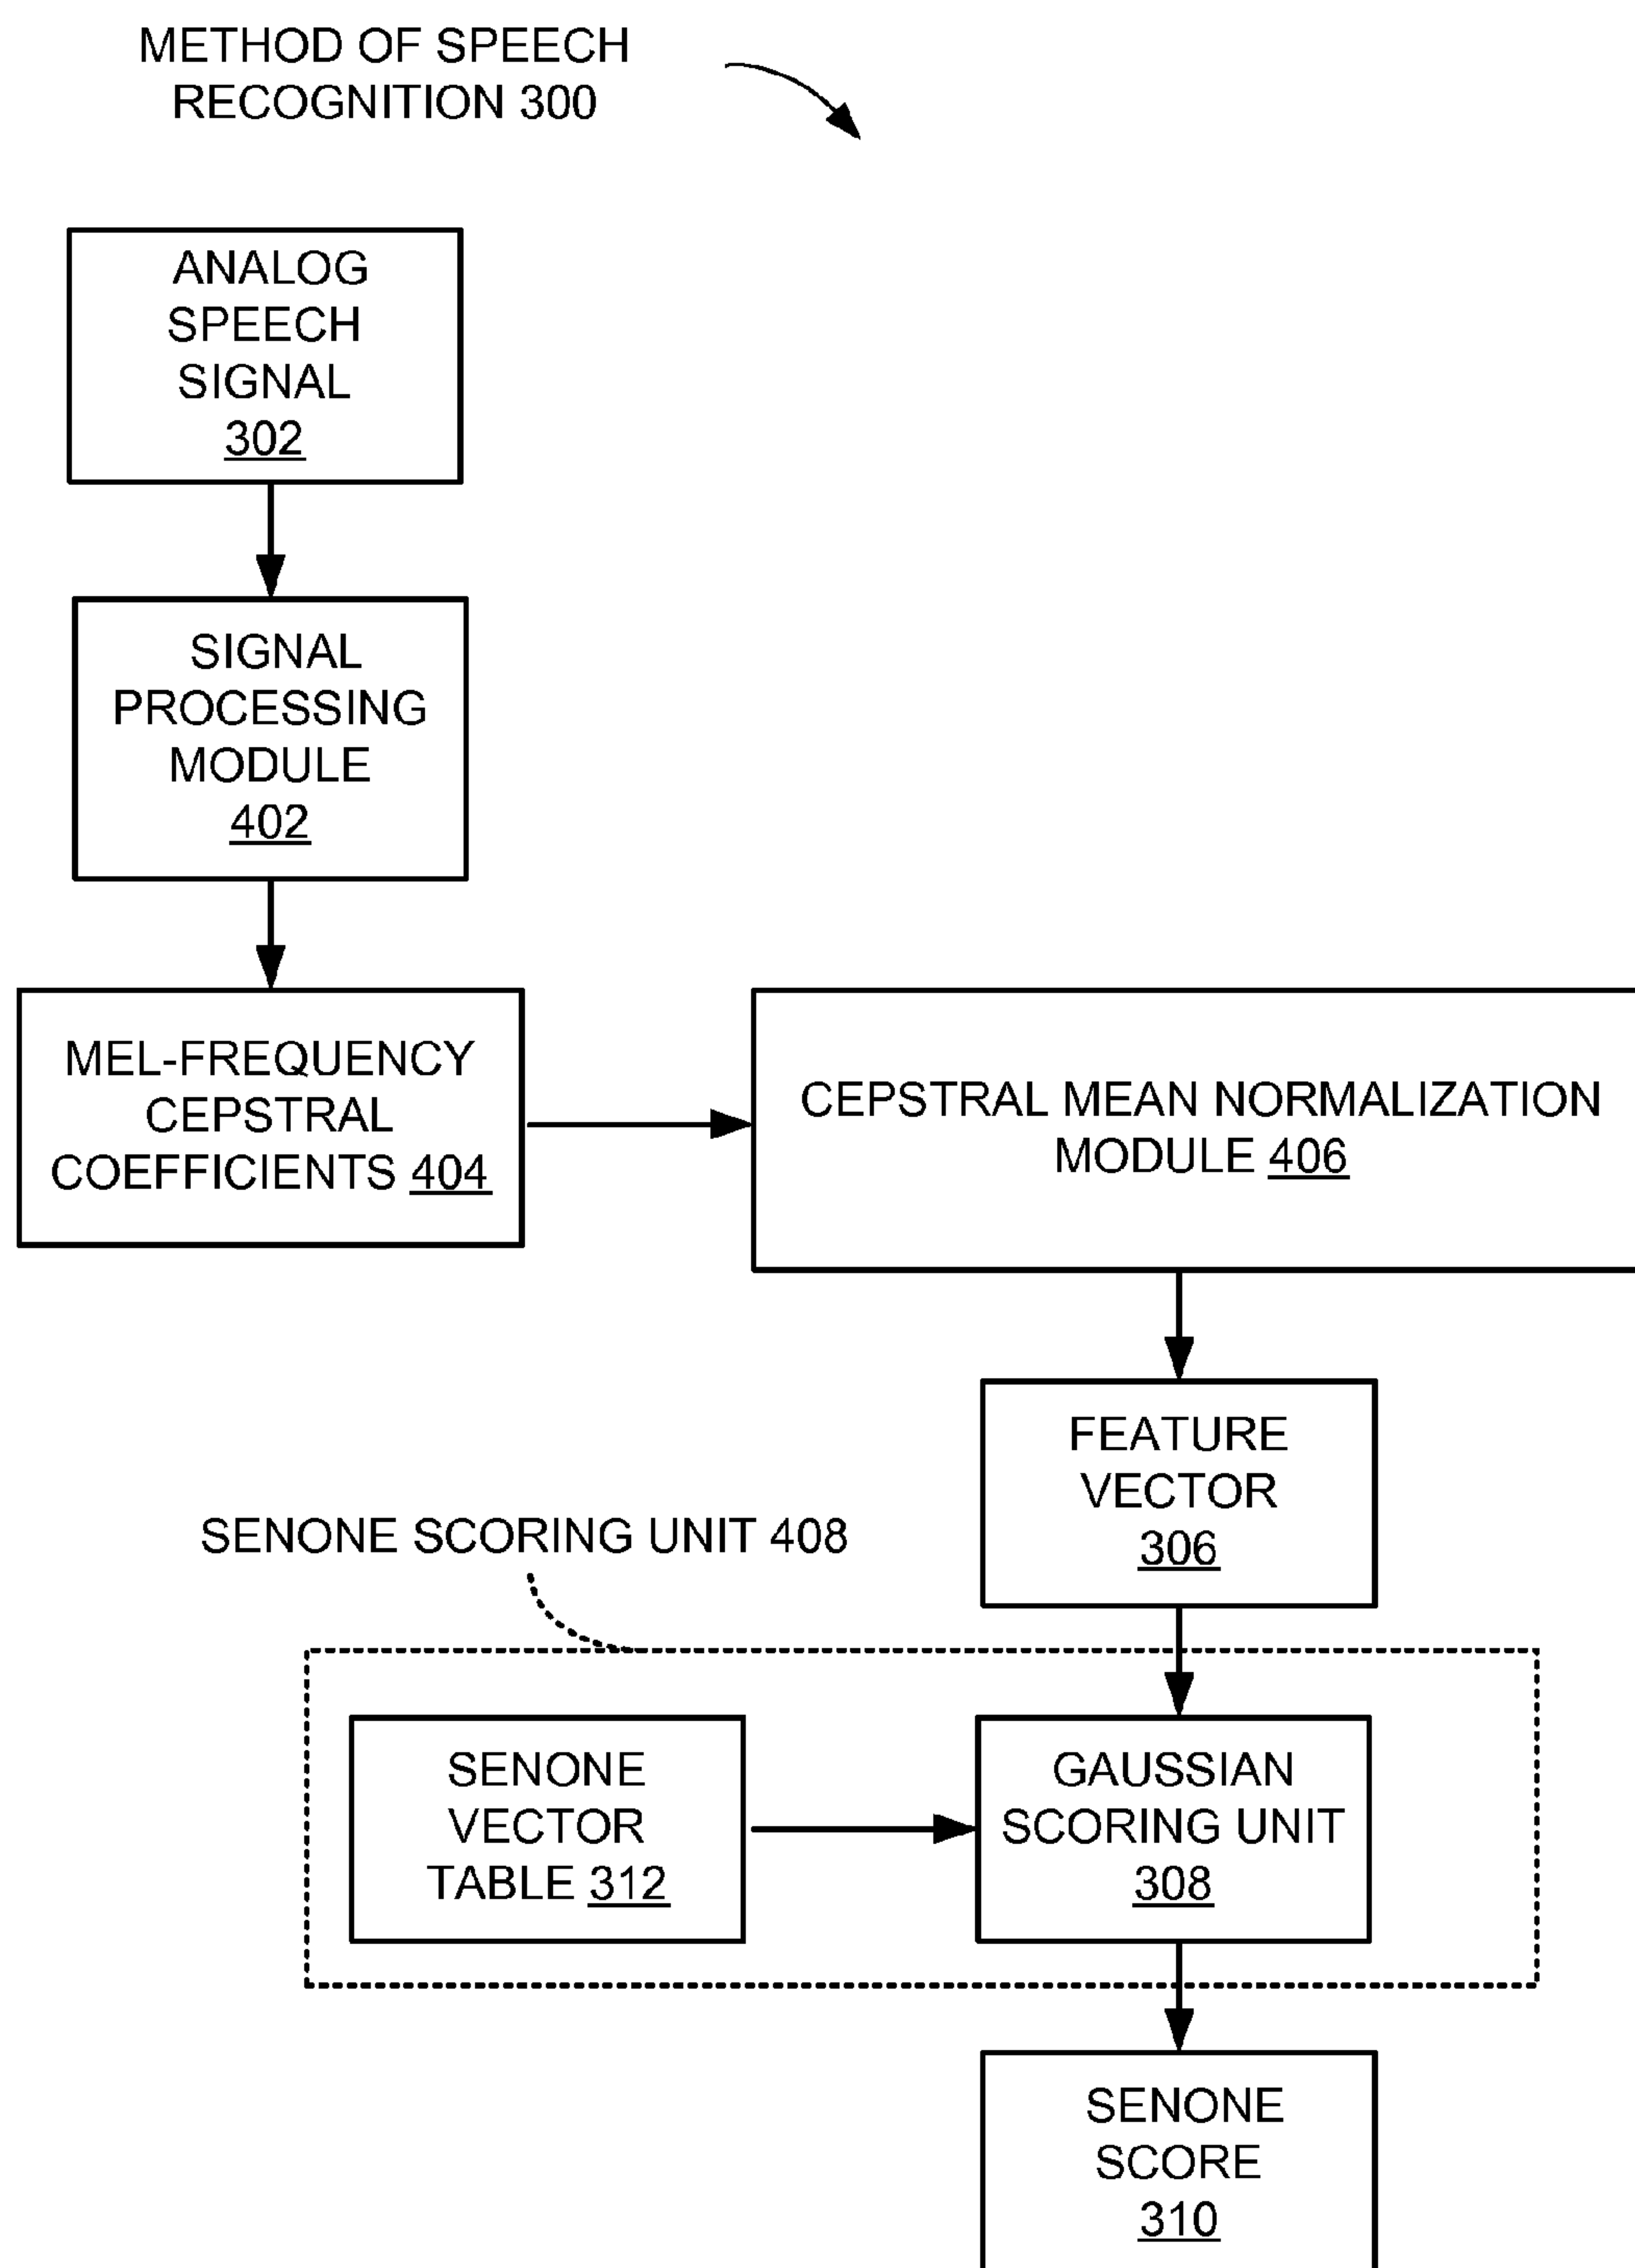 METHOD OF SPEECH
RECOGNITION 300
ANALOG
SPEECH
SIGNAL
302
SIGNAL
PROCESSING
MODULE
402
MEL-FREQUENCY
CEPSTRAL
COEFFICIENTS 404
CEPSTRAL MEAN NORMALIZATION
MODULE 406
FEATURE
VECTOR
306
SENONE SCORING UNIT 408
SENONE
VECTOR
TABLE 312
GAUSSIAN
SCORING UNIT
308
SENONE
SCORE
310